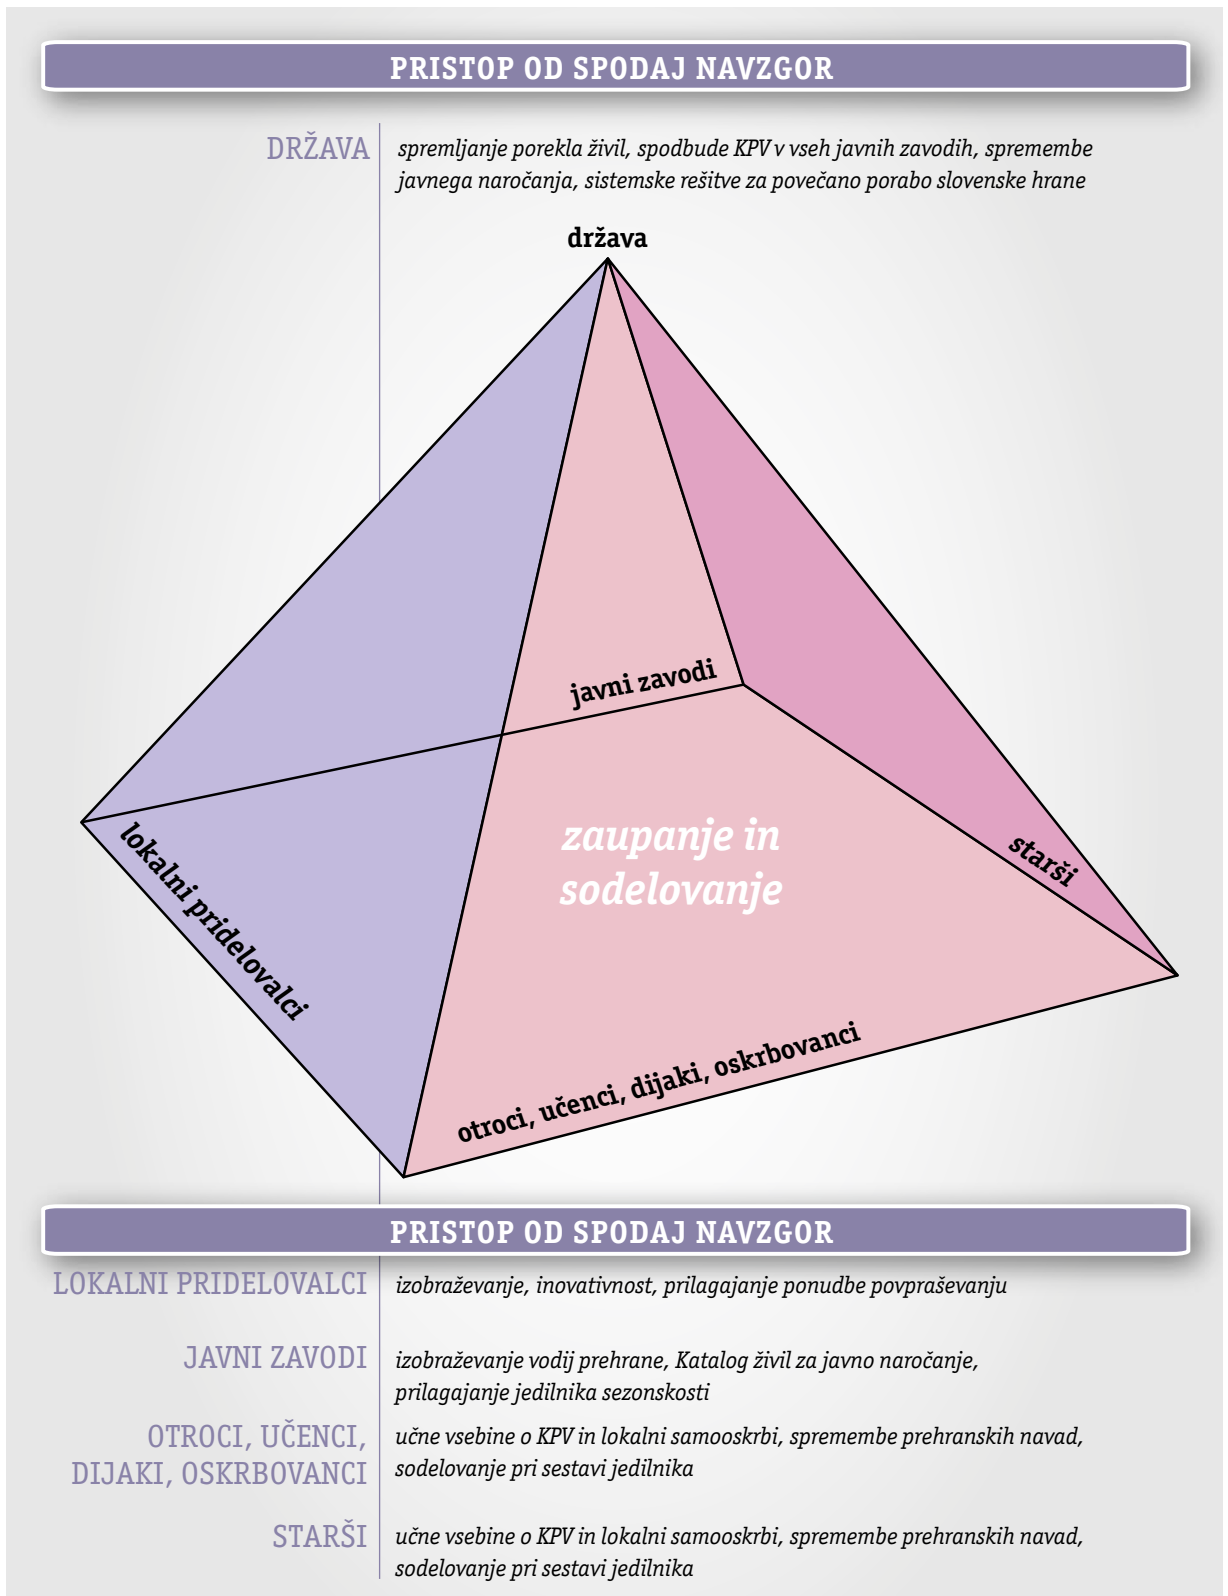 PRISTOP OD SPODAJ NAVZGOR
DRŽAVA
spremljanje porekla živil, spodbude KPV v vseh javnih zavodih, spremembe
javnega naročanja, sistemske rešitve za povečano porabo slovenske hrane
država
javni zavodi
lokalni pridelovalci
zaupanje in
sodelovanje
starši
otroci, učenci, dijaki, oskrbovanci
PRISTOP OD SPODAJ NAVZGOR
LOKALNI PRIDELOVALCI
izobraževanje, inovativnost, prilagajanje ponudbe povpraševanju
JAVNI ZAVODI
izobraževanje vodij prehrane, Katalog živil za javno naročanje,
prilagajanje jedilnika sezonskosti
OTROCI, UČENCI,
DIJAKI, OSKRBOVANCI
učne vsebine o KPV in lokalni samooskrbi, spremembe prehranskih navad,
sodelovanje pri sestavi jedilnika
STARŠI
učne vsebine o KPV in lokalni samooskrbi, spremembe prehranskih navad,
sodelovanje pri sestavi jedilnika